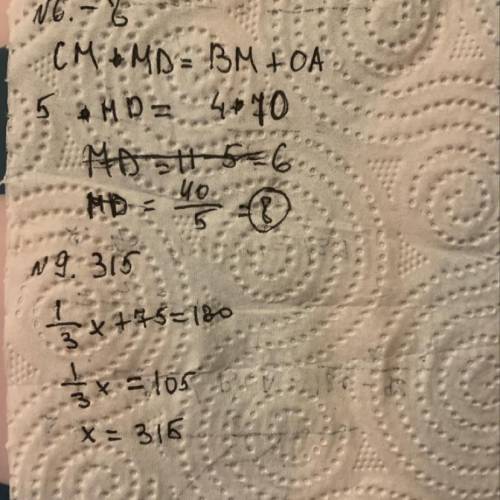 №6. - 8
CM * MD = BM + OA
5 * MD = 4 * 70
MD = 11 - 5 = 6
MD = 40/5 = 8
№9. 315
1/3 x + 75 = 180
1/3 x = 105
x = 315